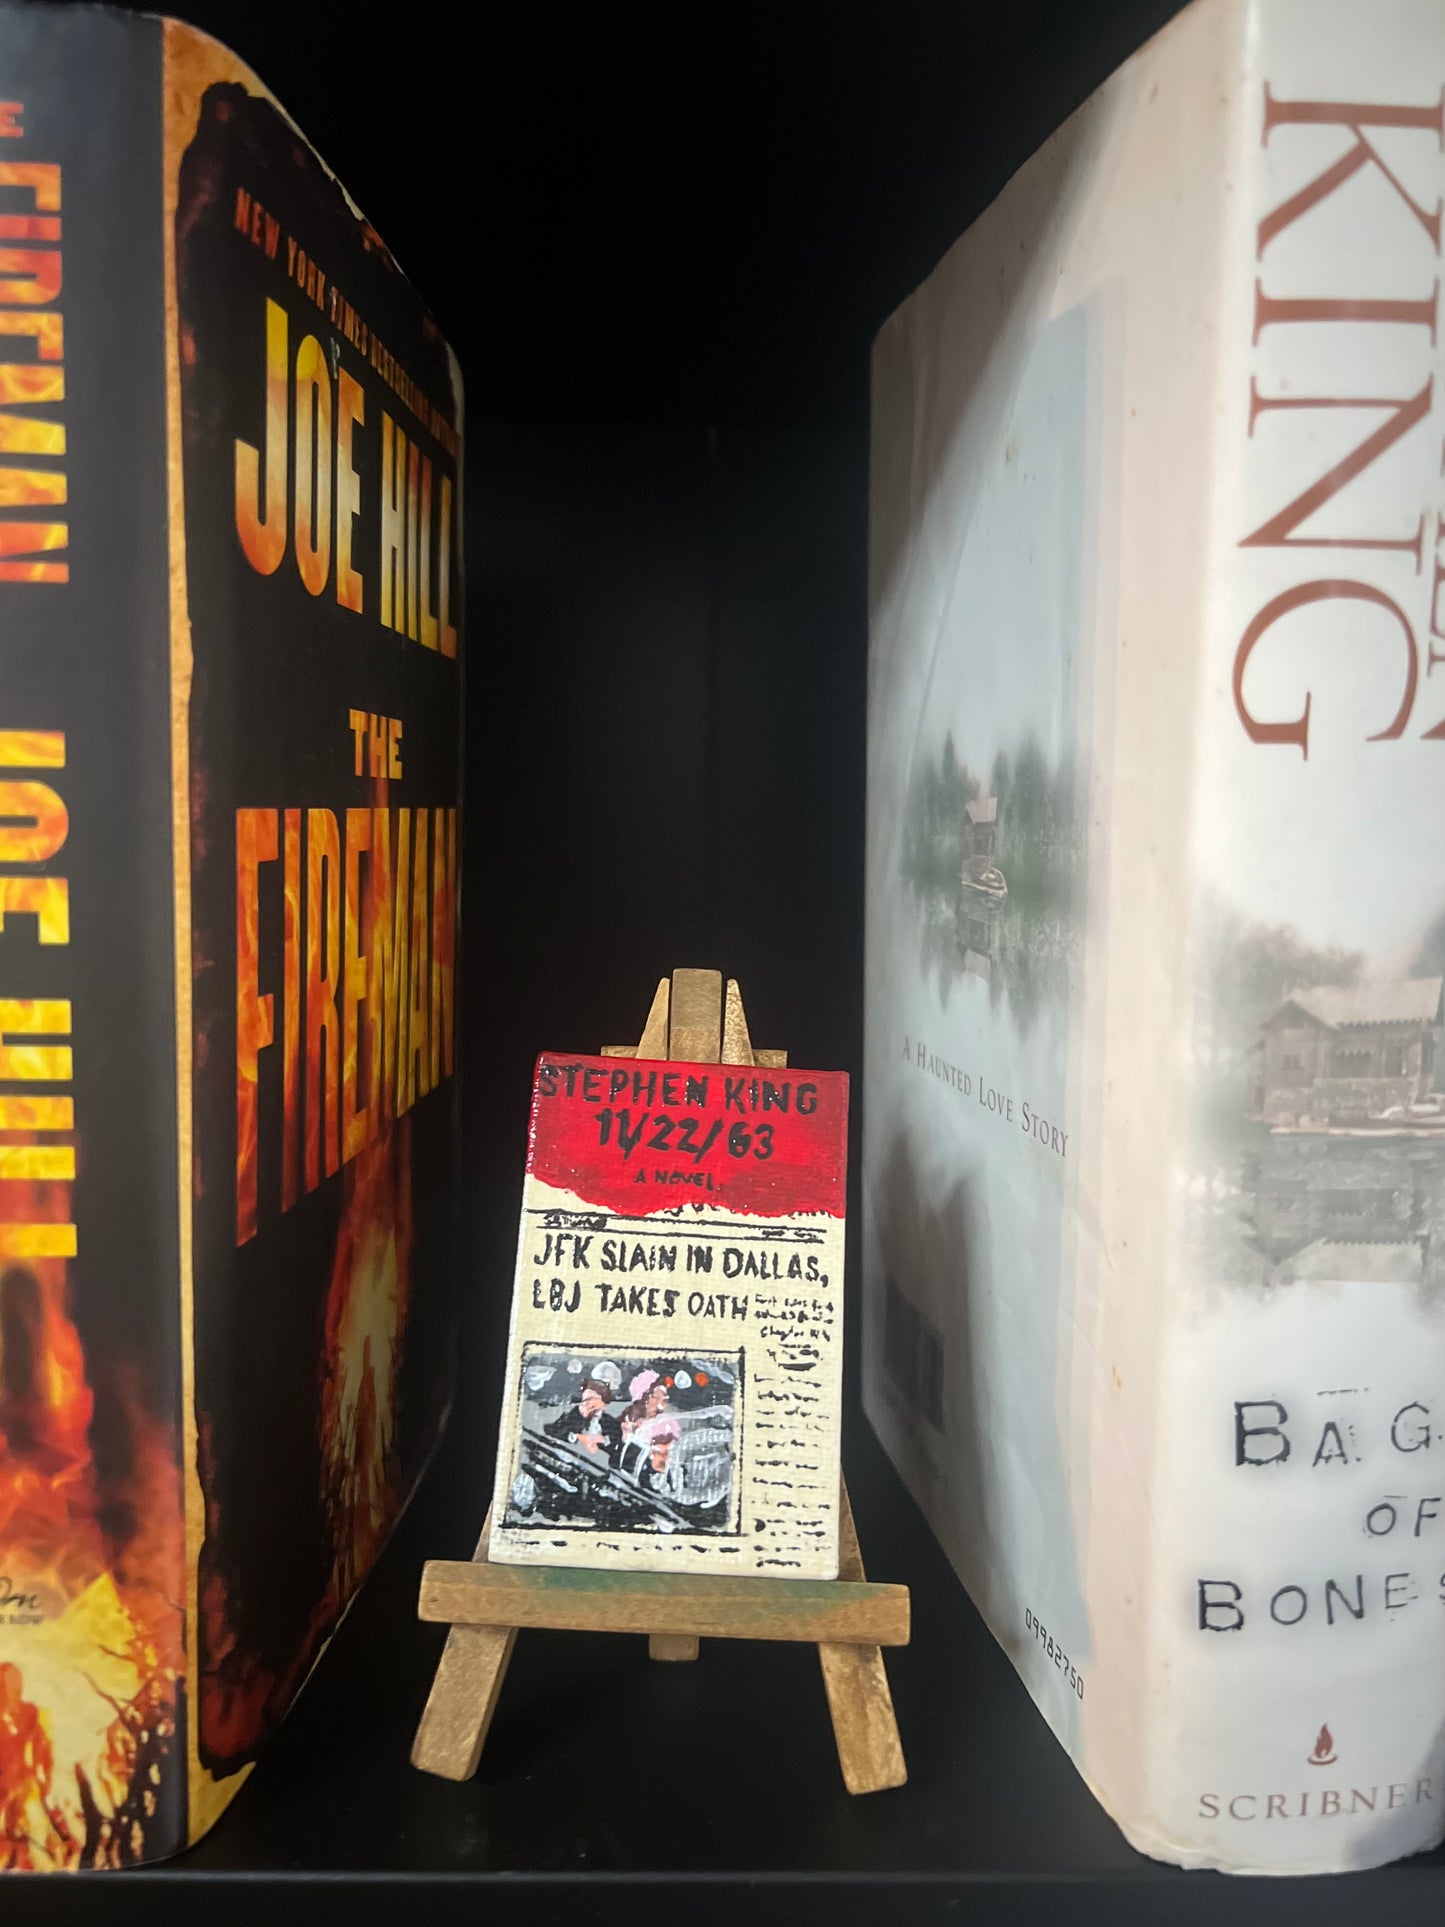 FIREMAN JOE HILL
NEW YORK TIMES BESTSELLING
JOE HILL
THE
FIREMAN
STEPHEN KING
11/22/63
A NOVEL
JFK SLAIN IN DALLAS,
LBJ TAKES OATH
A HAUNTED LOVE STORY
09982750
KING
BAG
OF
BONES
SCRIBNER